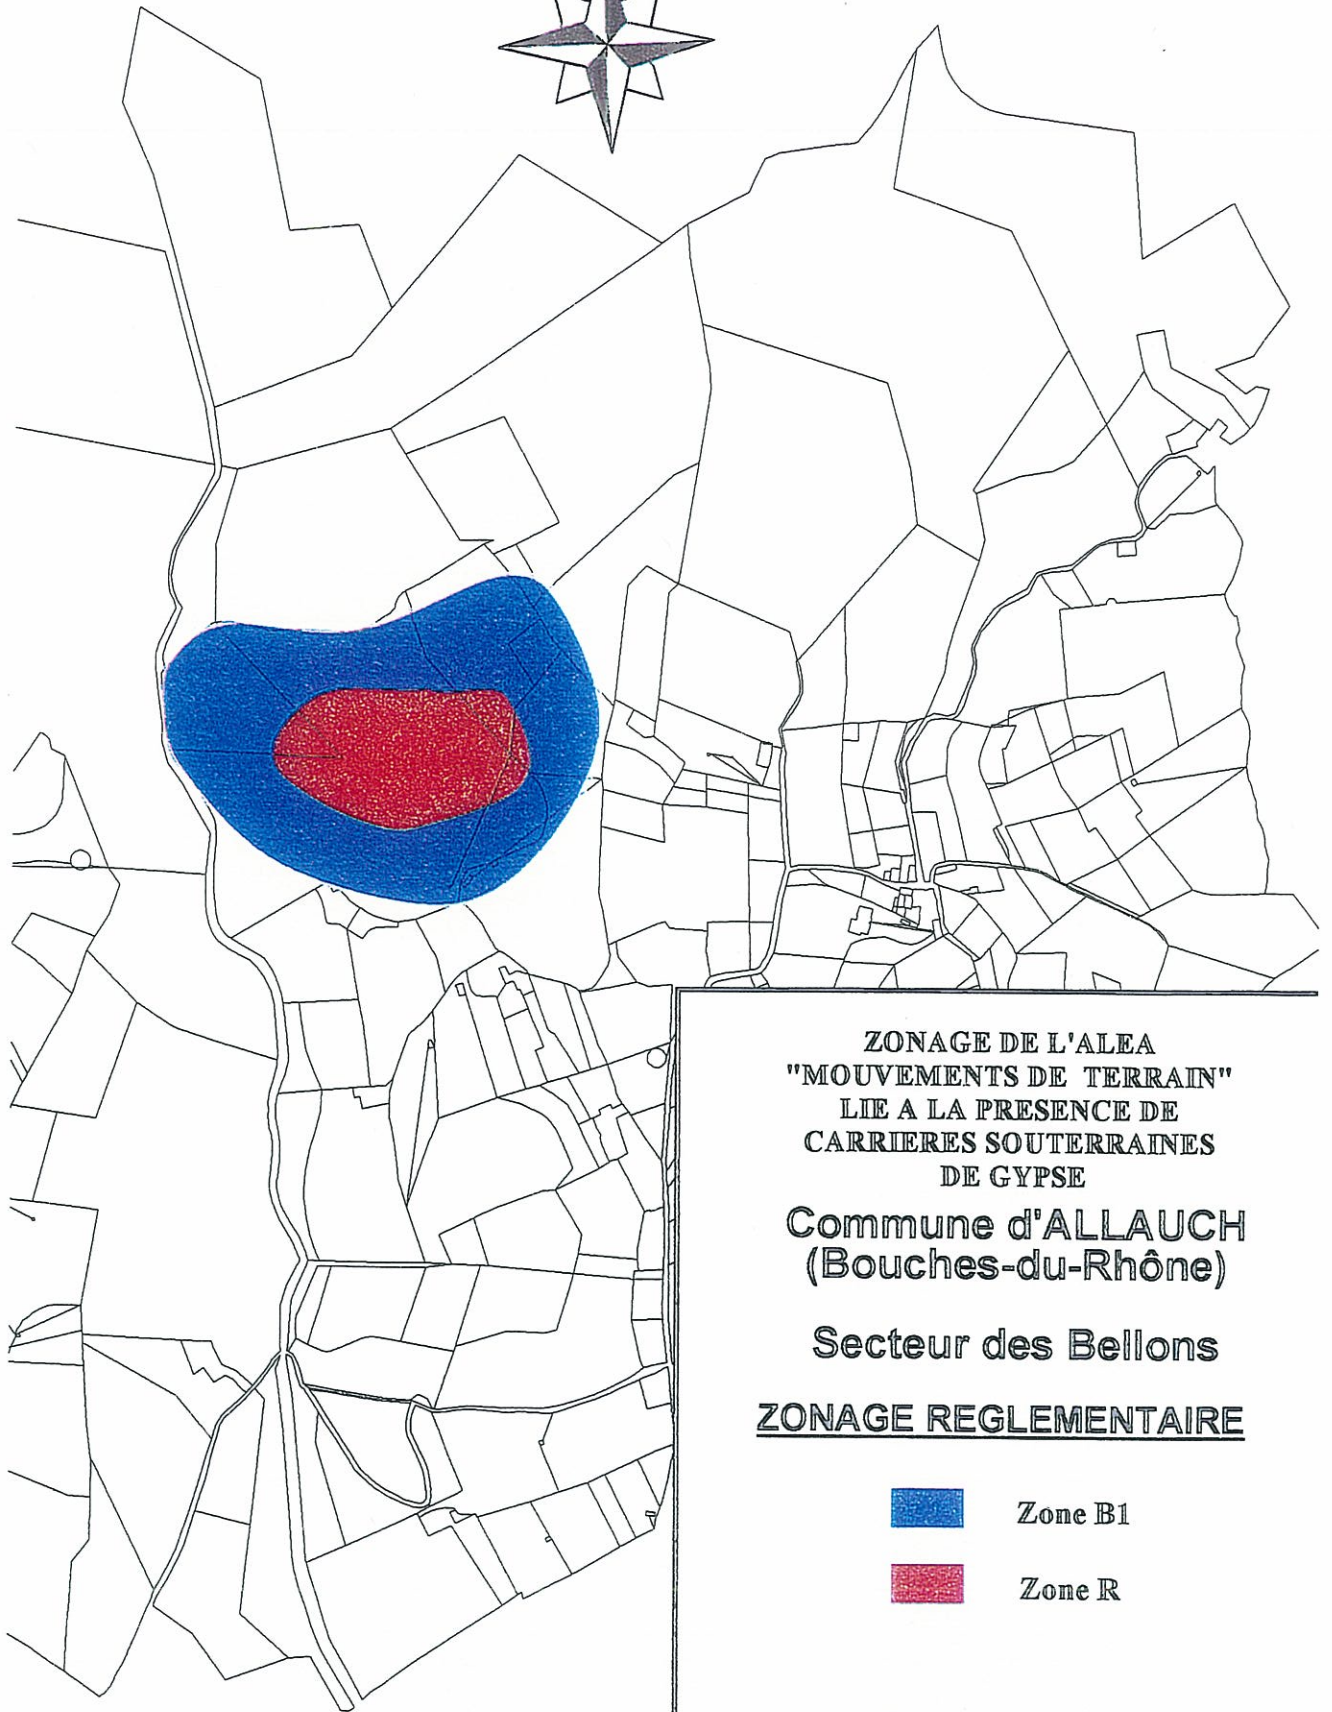 ZONAGE DE L'ALEA
"MOUVEMENTS DE TERRAIN"
LIE A LA PRESENCE DE
CARRIERES SOUTERRAINES
DE GYPSE
Commune d'ALLAUCH
(Bouches-du-Rhône)
Secteur des Bellons
ZONAGE REGLEMENTAIRE
Zone B1
Zone R